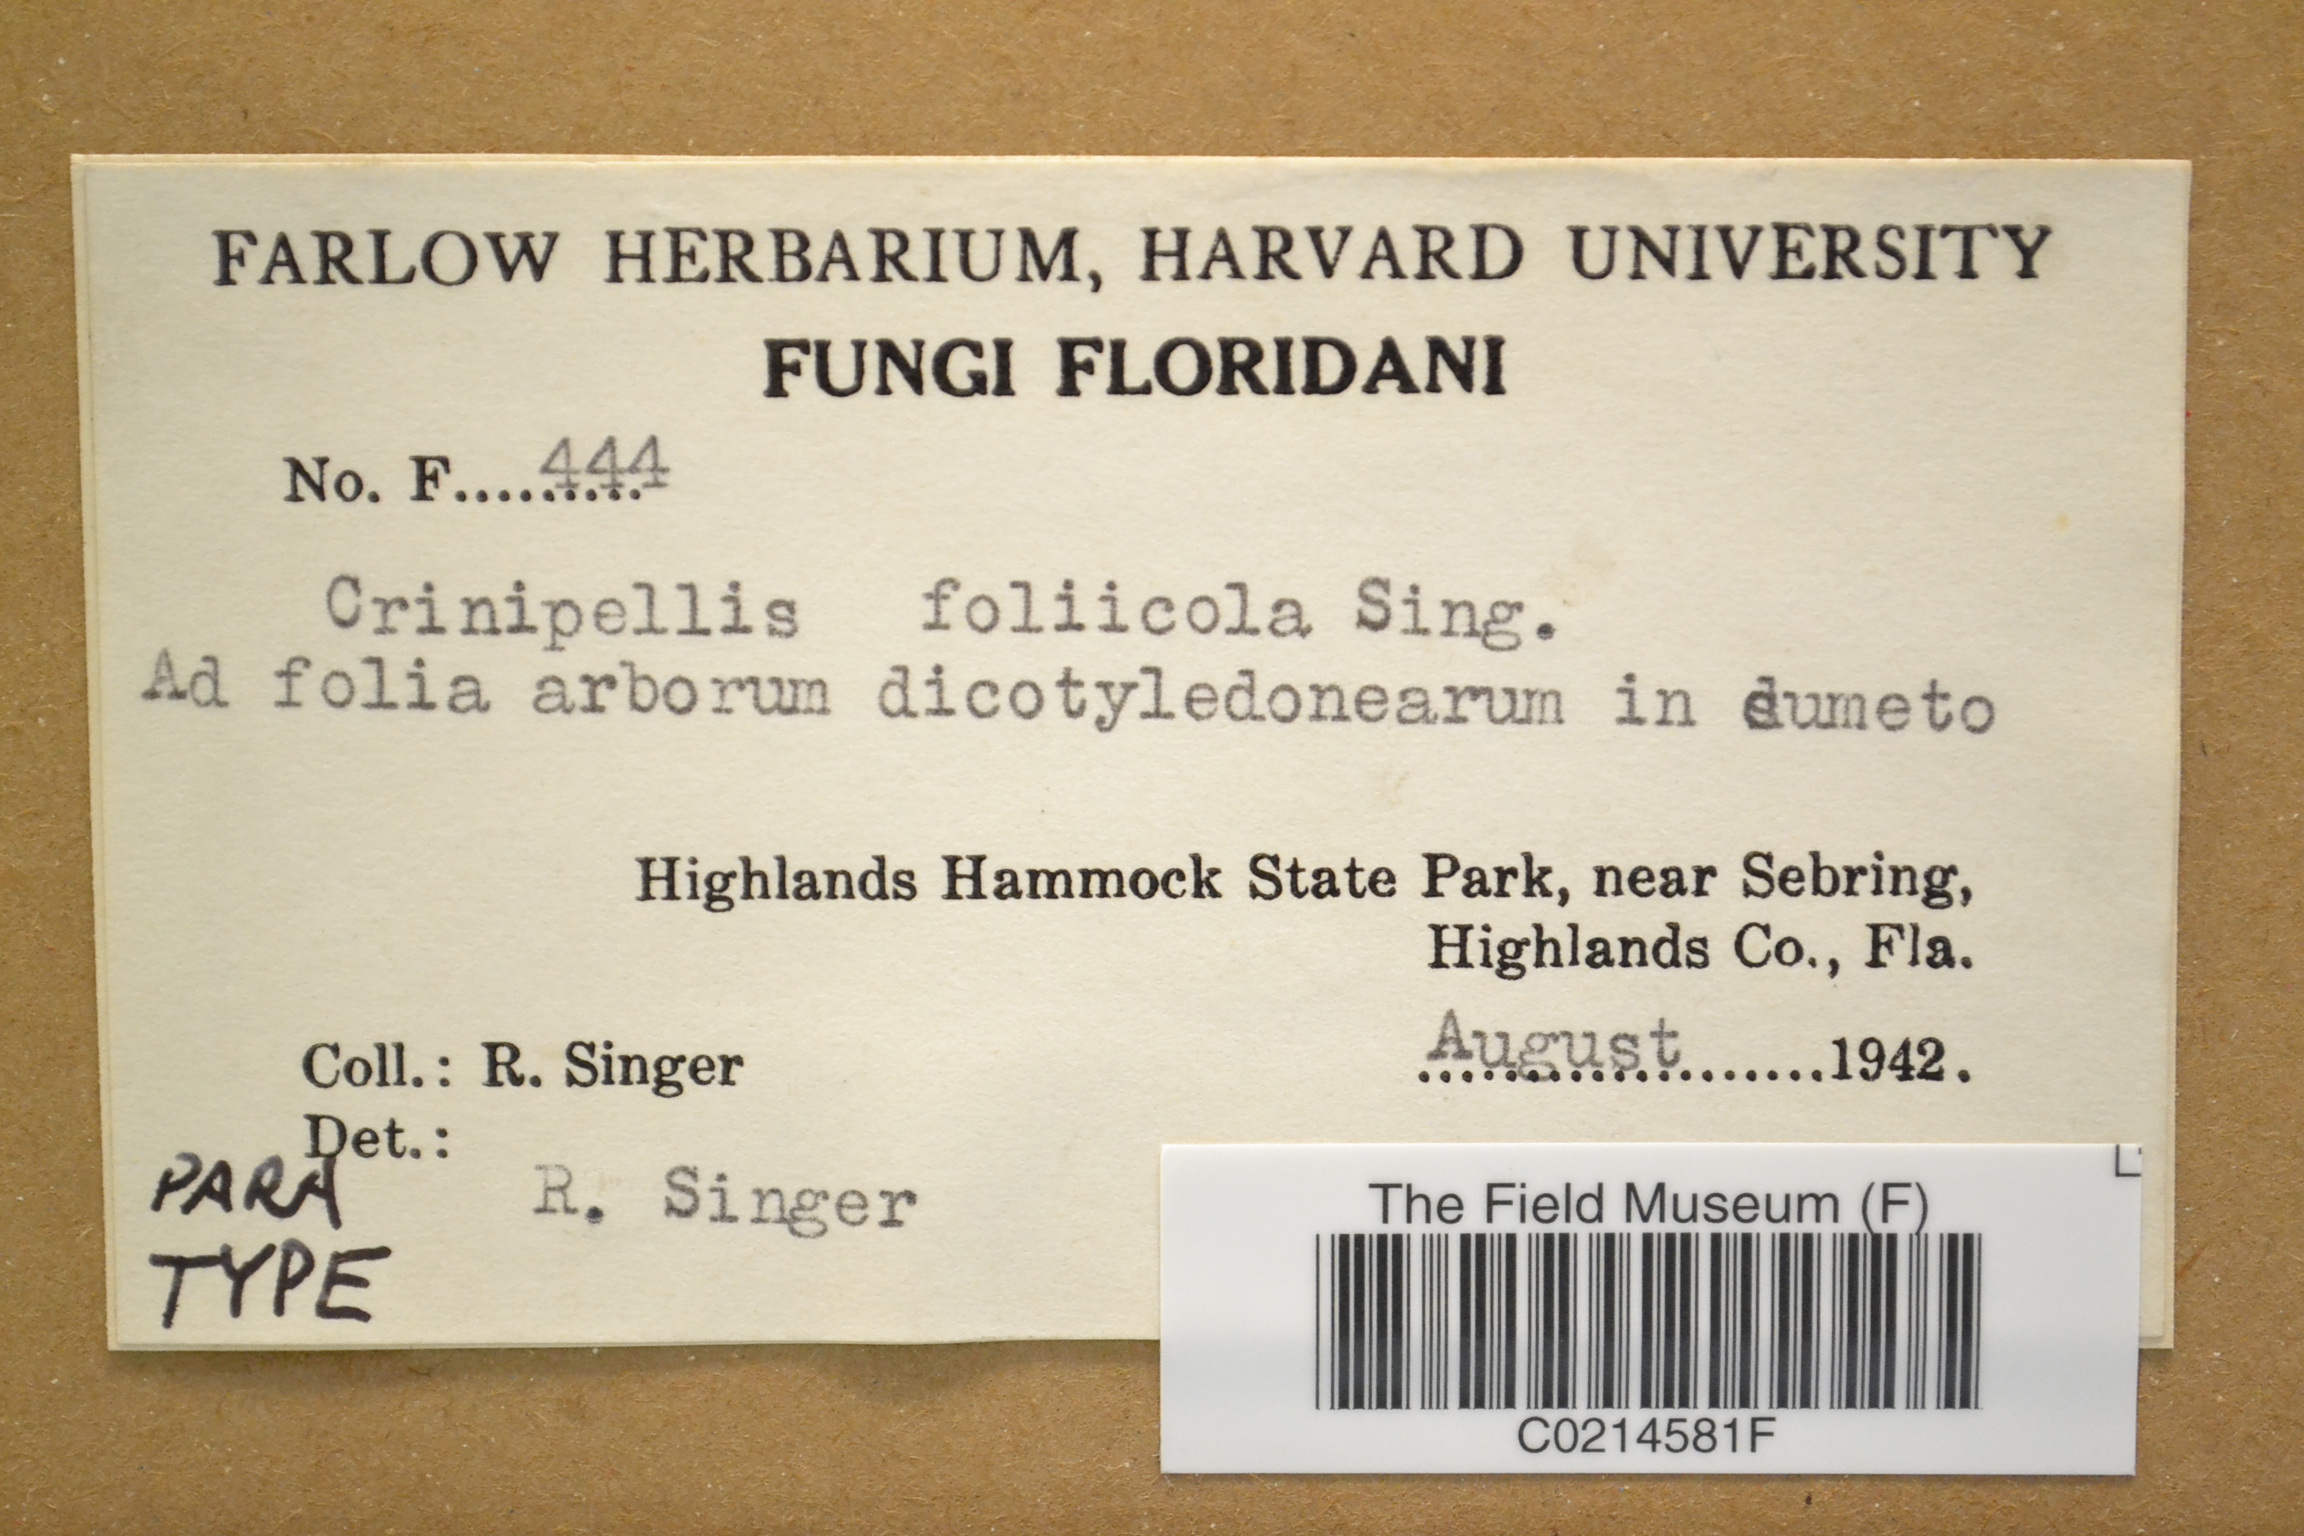 FARLOW HERBARIUM, HARVARD UNIVERSITY
FUNGI FLORIDANI
No. F.........444
Crinipellis foliicola Sing.
Ad folia arborum dicotyledonearum in dumeto
Highlands Hammock State Park, near Sebring,
Highlands Co., Fla.
August...................1942.
Coll.: R. Singer
Det.:
R. Singer
PARA
TYPE
The Field Museum (F)
C0214581F